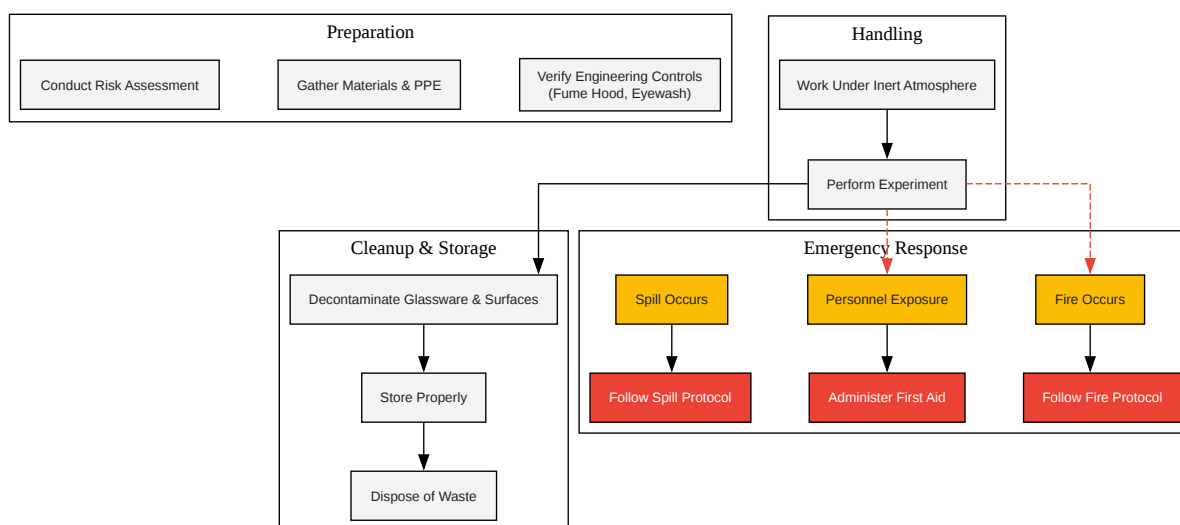 Preparation
Conduct Risk Assessment
Gather Materials & PPE
Verify Engineering Controls
(Fume Hood, Eyewash)
Handling
Work Under Inert Atmosphere
Perform Experiment
Cleanup & Storage
Decontaminate Glassware & Surfaces
Store Properly
Dispose of Waste
Emergency Response
Spill Occurs
Personnel Exposure
Fire Occurs
Follow Spill Protocol
Administer First Aid
Follow Fire Protocol